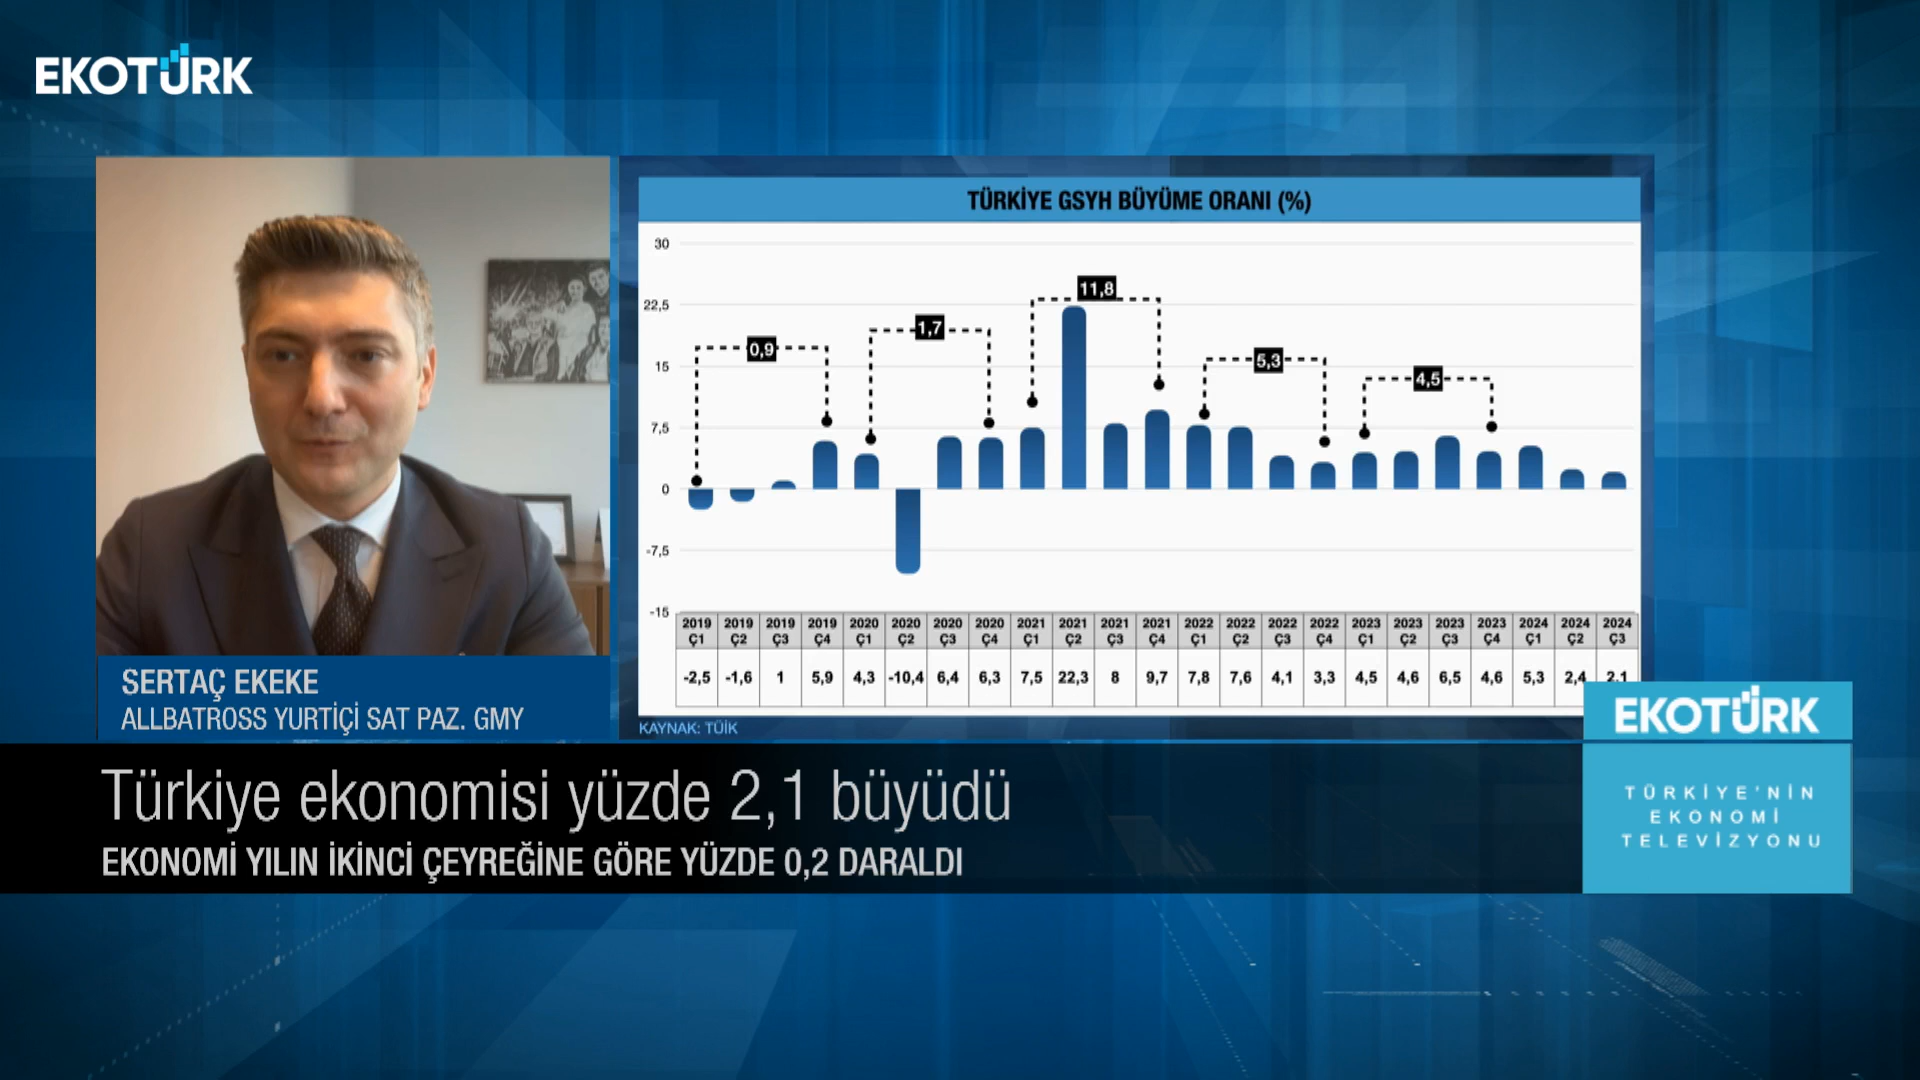 EKOTÜRK
TÜRKİYE GSYH BÜYÜME ORANI (%)
30
22,5
15
7,5
0
-7,5
-15
0,9
1,7
11,8
5,3
4,5
2019 Ç1 2019 Ç2 2019 Ç3 2019 Ç4 2020 Ç1 2020 Ç2 2020 Ç3 2020 Ç4 2021 Ç1 2021 Ç2 2021 Ç3 2021 Ç4 2022 Ç1 2022 Ç2 2022 Ç3 2022 Ç4 2023 Ç1 2023 Ç2 2023 Ç3 2023 Ç4 2024 Ç1 2024 Ç2 2024 Ç3
-2,5 -1,6 1 5,9 4,3 -10,4 6,4 6,3 7,5 22,3 8 9,7 7,8 7,6 4,1 3,3 4,5 4,6 6,5 4,6 5,3 2,4 2,1
KAYNAK: TÜİK
SERTAÇ EKEKE
ALLBATROSS YURTİÇİ SAT PAZ. GMY
Türkiye ekonomisi yüzde 2,1 büyüdü
EKONOMİ YILIN İKİNCİ ÇEYREĞİNE GÖRE YÜZDE 0,2 DARALDI
EKOTÜRK
TÜRKİYE'NİN
EKONOMİ
TELEVİZYONU